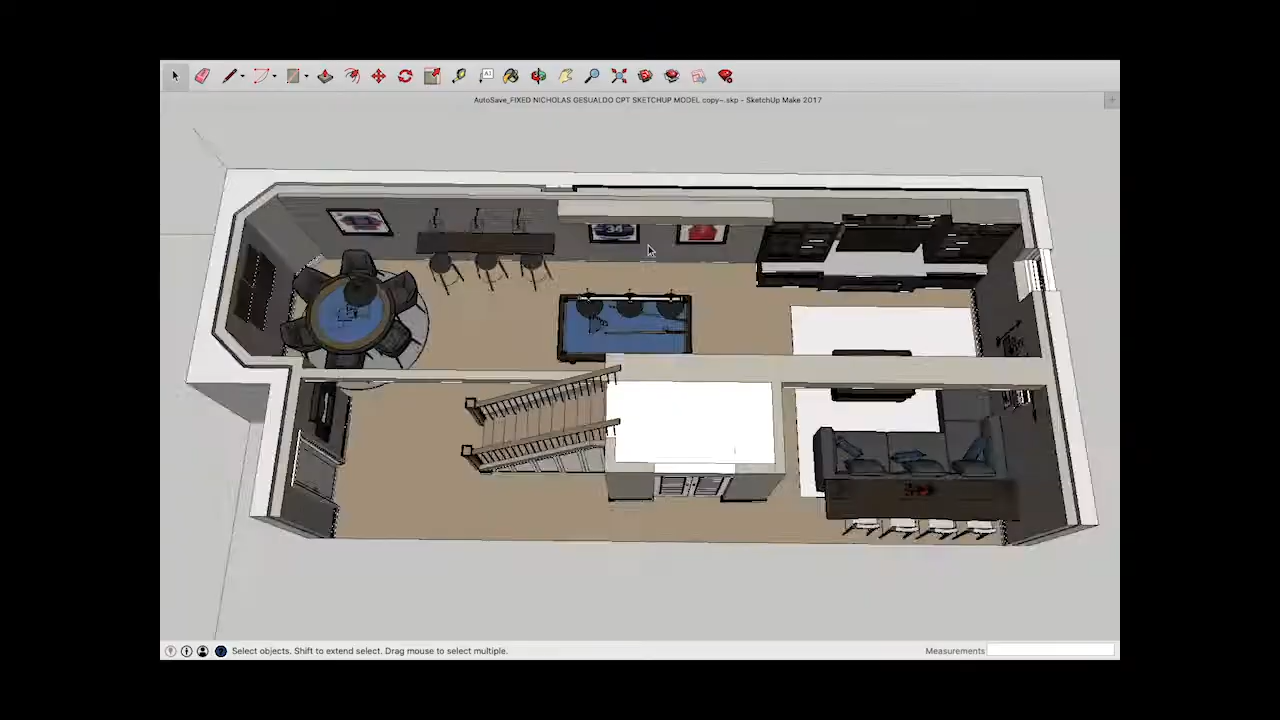 AutoSave_FIXED NICHOLAS GESUALDO CPT SKETCHUP MODEL copy~.skp - SketchUp Make 2017
34
Select objects. Shift to extend select. Drag mouse to select multiple.
Measurements